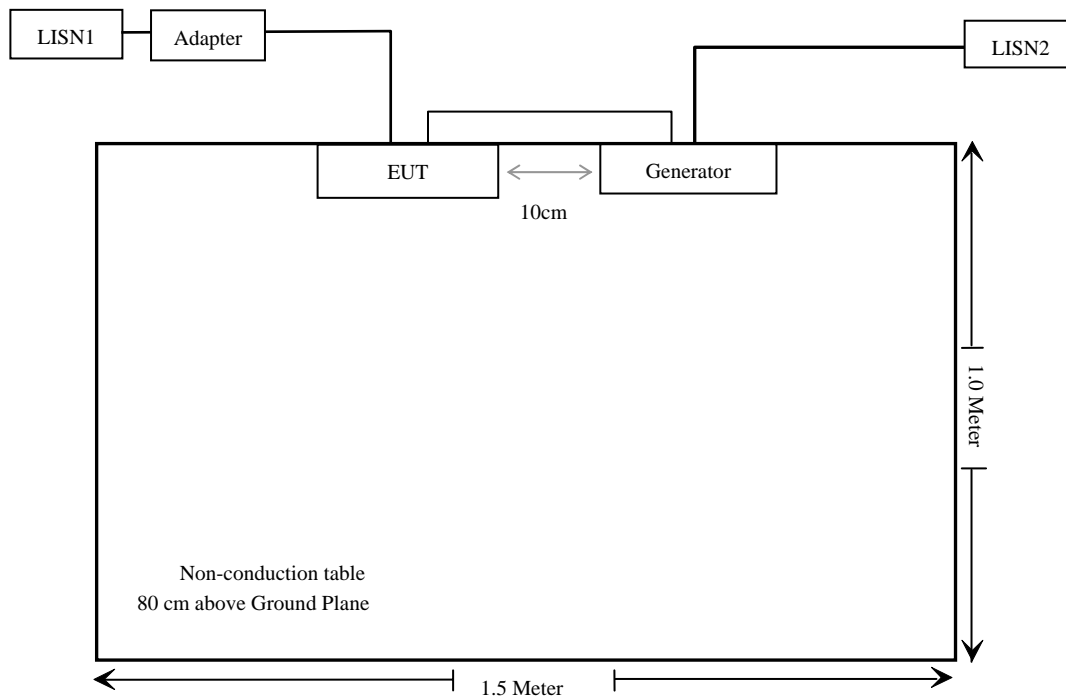 LISN1
Adapter
LISN2
EUT
Generator
10cm
1.0 Meter
Non-conduction table
80 cm above Ground Plane
1.5 Meter